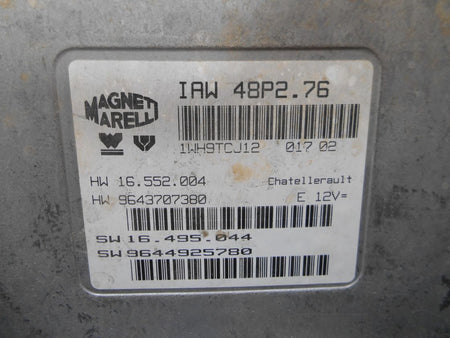 IAW 48P2.76
MAGNETI
MARELLI
1WH9TCJ12 017 02
HW 16.552.004 Chatellerault
HW 9643707380 E 12V=
SW 16.495.044
SW 9644925780